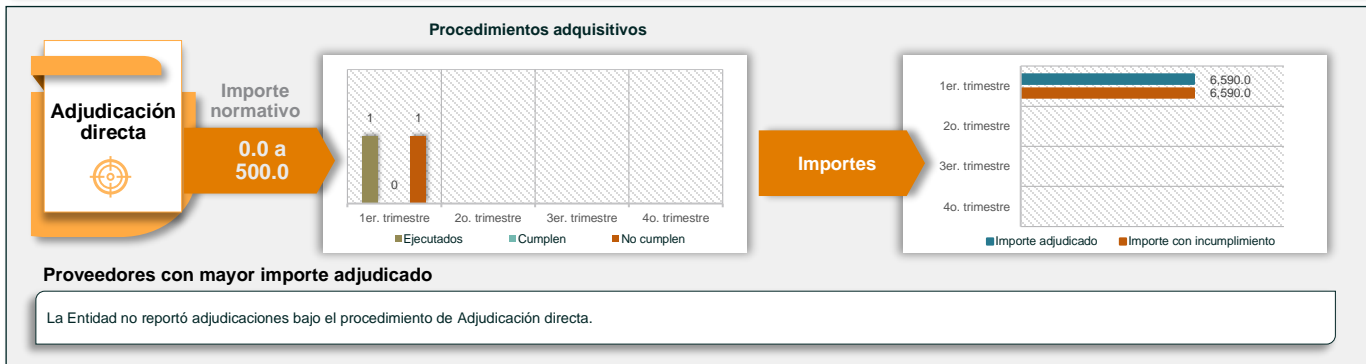 Procedimientos adquisitivos
Adjudicación
directa
Importe
normativo
0.0 a
500.0
1
0
1
1er. trimestre
2o. trimestre
3er. trimestre
4o. trimestre
Ejecutados
Cumplen
No cumplen
Importes
1er. trimestre
2o. trimestre
3er. trimestre
4o. trimestre
6,590.0
6,590.0
Importe adjudicado
Importe con incumplimiento
Proveedores con mayor importe adjudicado
La Entidad no reportó adjudicaciones bajo el procedimiento de Adjudicación directa.